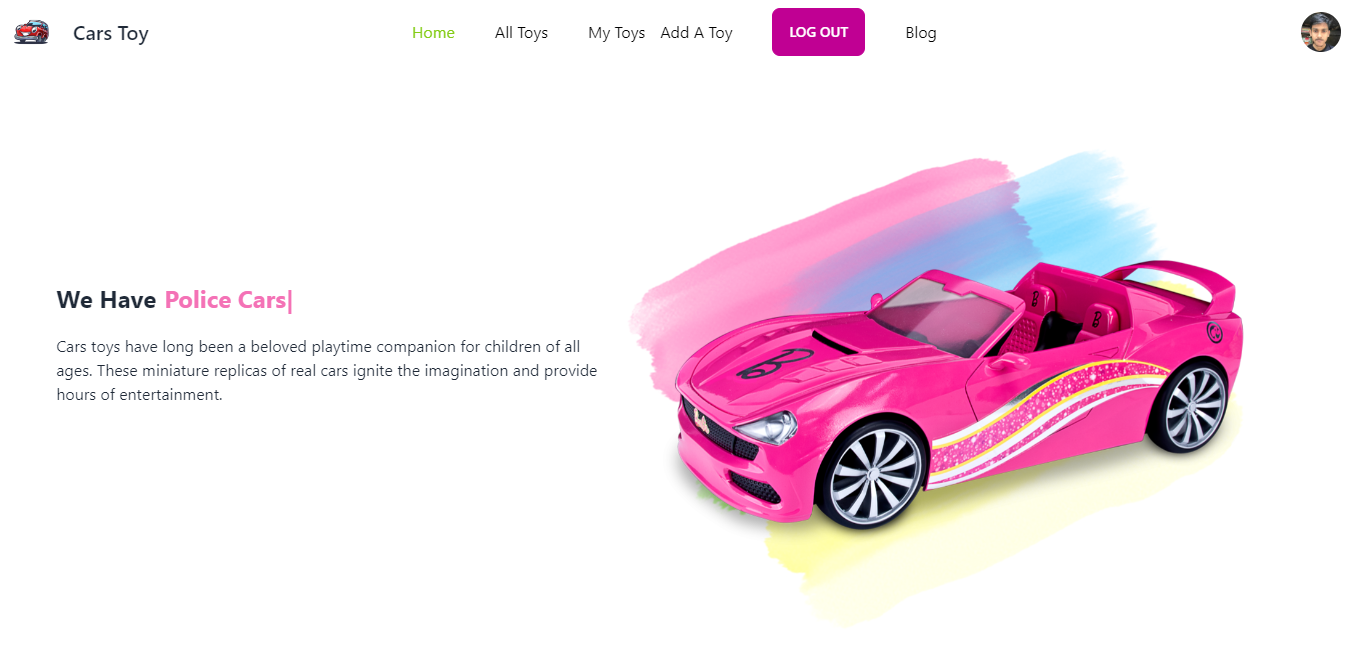 Cars Toy
Home All Toys My Toys Add A Toy LOG OUT Blog
We Have Police Cars|
Cars toys have long been a beloved playtime companion for children of all
ages. These miniature replicas of real cars ignite the imagination and provide
hours of entertainment.
B
B
B